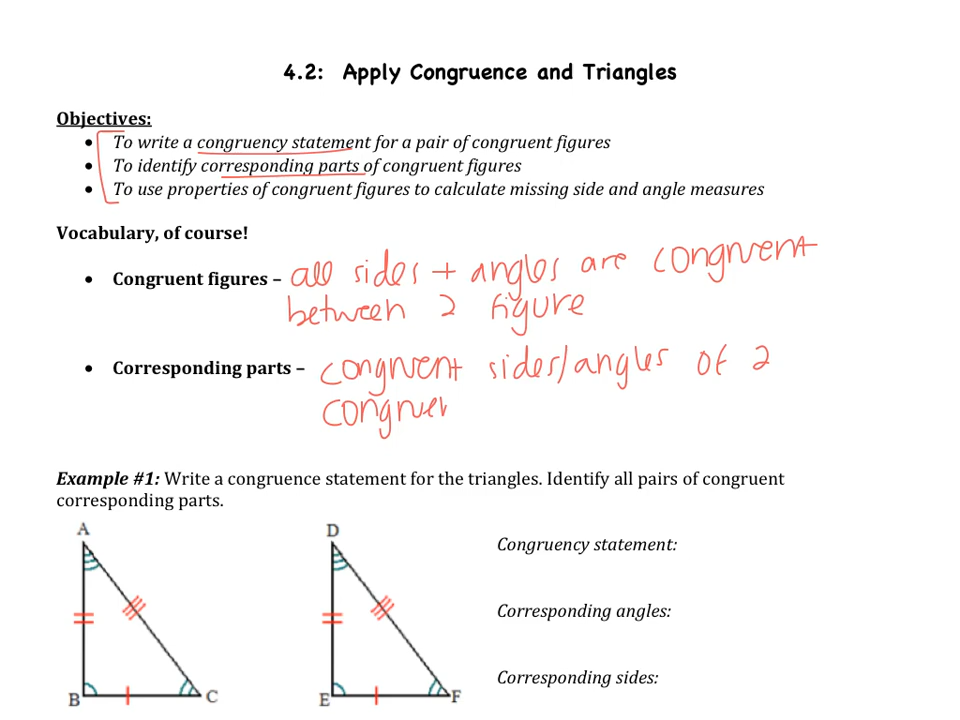 4.2: Apply Congruence and Triangles
Objectives:
• To write a congruency statement for a pair of congruent figures
• To identify corresponding parts of congruent figures
• To use properties of congruent figures to calculate missing side and angle measures
Vocabulary, of course!
• Congruent figures – all sides + angles are congruent
between 2 figure
• Corresponding parts – congruent sides/angles of 2
congruer
Example #1: Write a congruence statement for the triangles. Identify all pairs of congruent
corresponding parts.
A D
Congruency statement:
Corresponding angles:
Corresponding sides:
B C E F